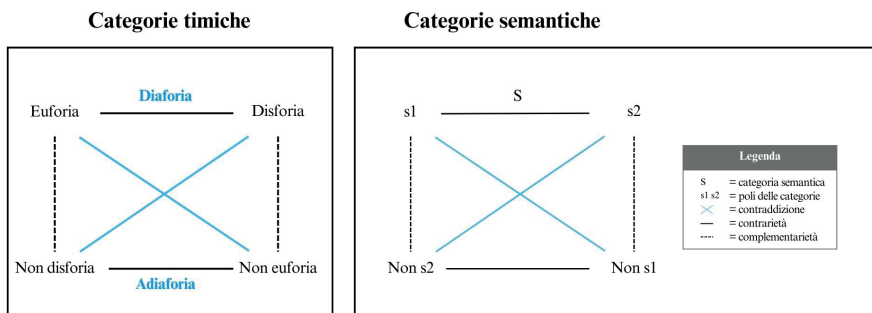 Categorie timiche
Categorie semantiche
Diaforia
Euforia
Disforia
Non disforia
Non euforia
Adiaforia
S
s1
s2
Non s2
Non s1
Legenda
S = categoria semantica
s1 s2 = poli delle categorie
= contraddizione
= contrarietà
= complementarietà